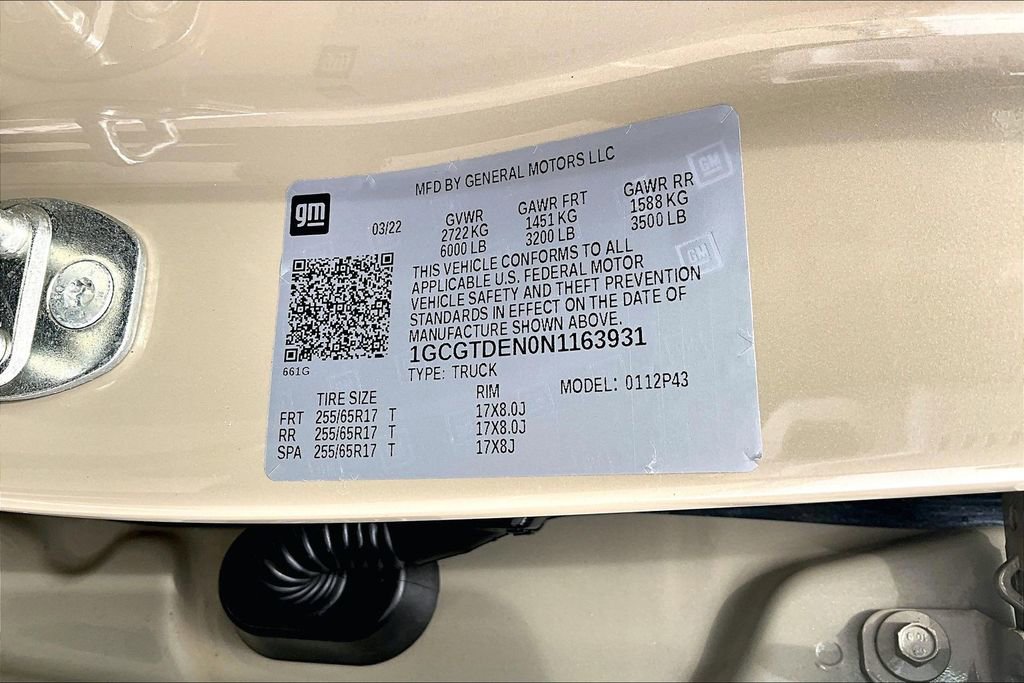 MFD BY GENERAL MOTORS LLC
gm
03/22
GVWR
2722 KG
6000 LB
GAWR FRT
1451 KG
3200 LB
GAWR RR
1588 KG
3500 LB
THIS VEHICLE CONFORMS TO ALL
APPLICABLE U.S. FEDERAL MOTOR
VEHICLE SAFETY AND THEFT PREVENTION
STANDARDS IN EFFECT ON THE DATE OF
MANUFACTURE SHOWN ABOVE.
1GCGTDEN0N1163931
661G
TYPE: TRUCK
MODEL: 0112P43
TIRE SIZE RIM
FRT 255/65R17 T 17X8.0J
RR 255/65R17 T 17X8.0J
SPA 255/65R17 T 17X8J
GM
GM